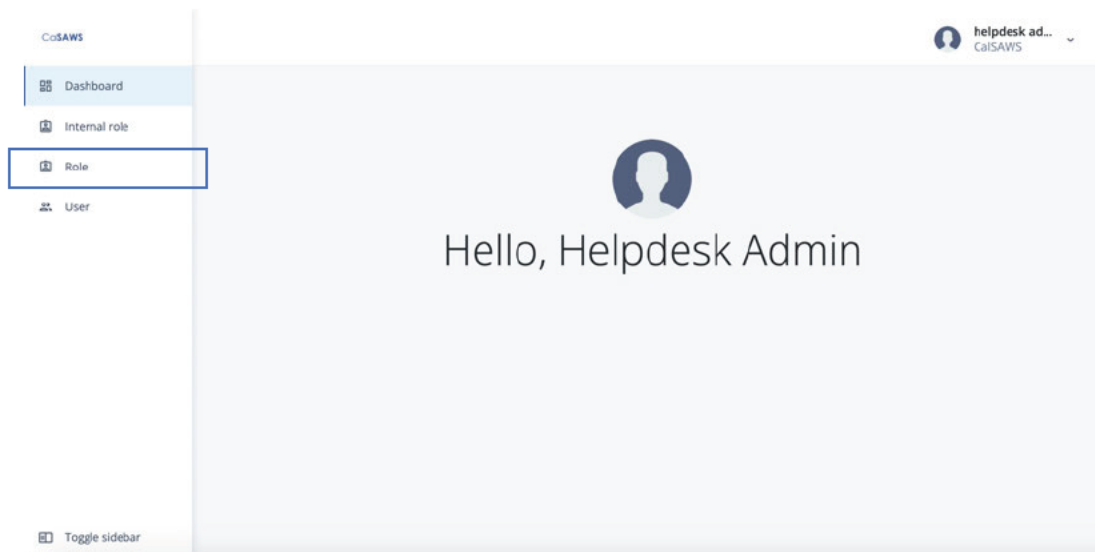 CalSAWS
helpdesk ad...
CalSAWS
Dashboard
Internal role
Role
User
Hello, Helpdesk Admin
Toggle sidebar